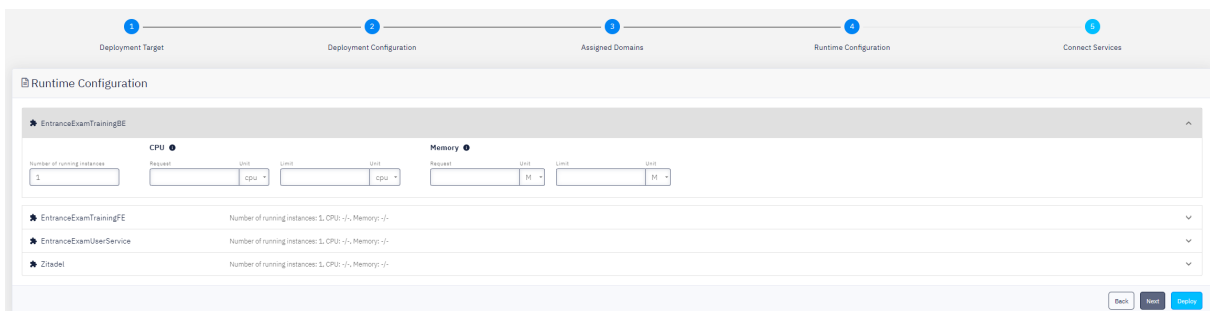 1 2 3 4 5
Deployment Target Deployment Configuration Assigned Domains Runtime Configuration Connect Services
Runtime Configuration
EntranceExamTrainingBE
CPU Memory
Number of running instances Request Unit Limit Unit Request Unit Limit Unit
1 cpu cpu M M
EntranceExamTrainingFE Number of running instances: 1, CPU: -/-, Memory: -/-
EntranceExamUserService Number of running instances: 1, CPU: -/-, Memory: -/-
Zitadel Number of running instances: 1, CPU: -/-, Memory: -/-
Back Next Deploy